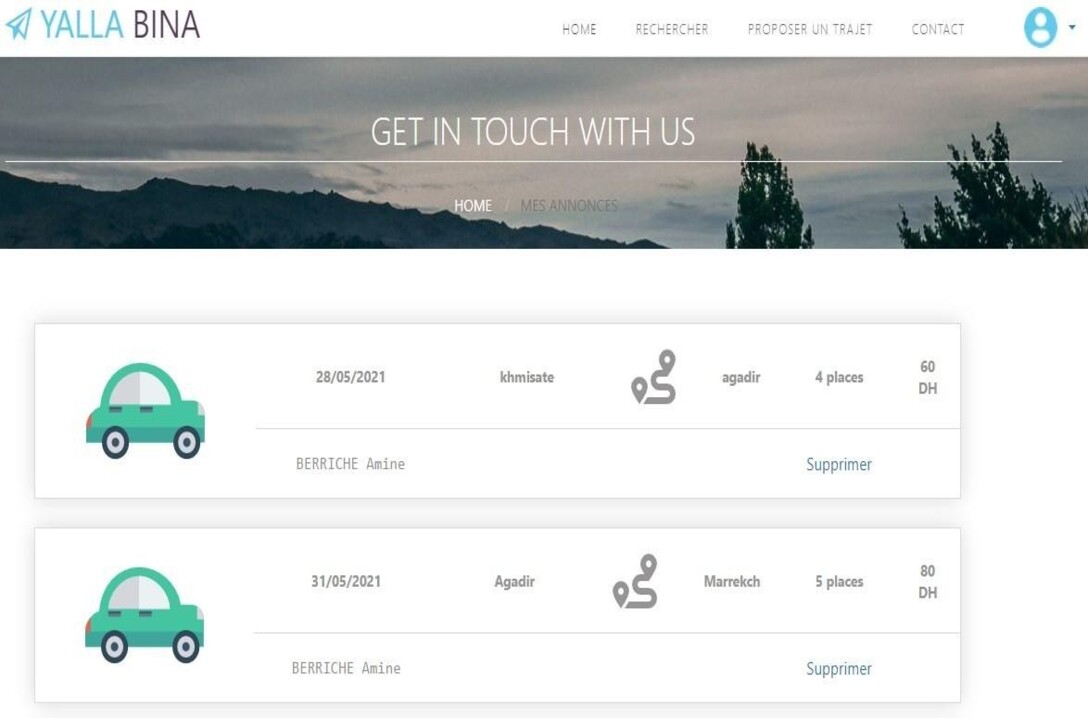 YALLA BINA
HOME RECHERCHER PROPOSER UN TRAJET CONTACT
GET IN TOUCH WITH US
HOME / MES ANNONCES
28/05/2021 khmisate agadir 4 places 60 DH
BERRICHE Amine Supprimer
31/05/2021 Agadir Marrekch 5 places 80 DH
BERRICHE Amine Supprimer